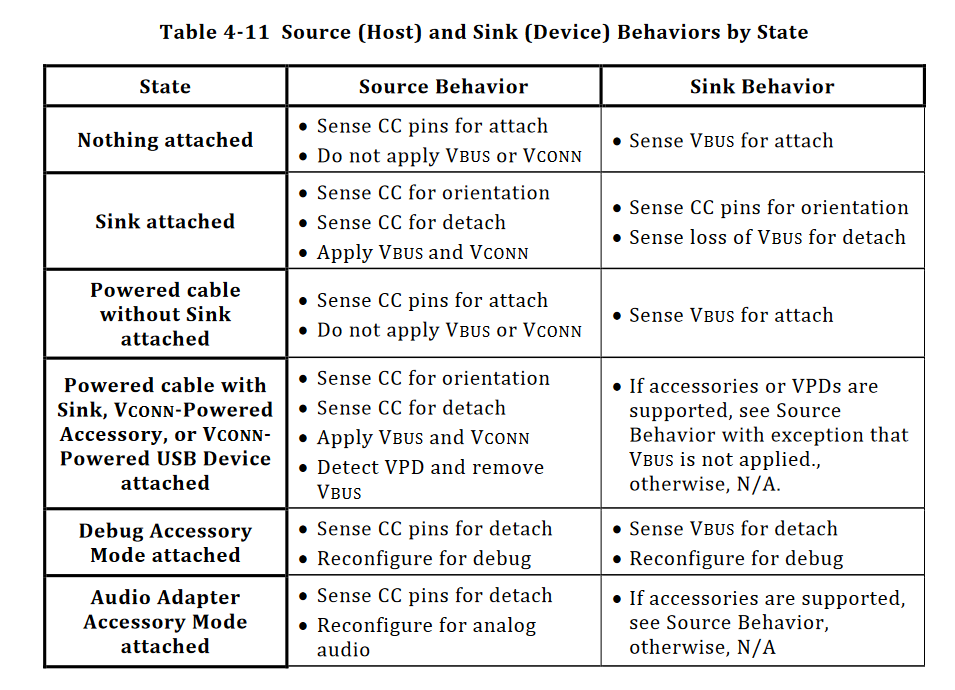 Table 4-11 Source (Host) and Sink (Device) Behaviors by State
State
Source Behavior
Sink Behavior
Nothing attached
• Sense CC pins for attach
• Do not apply VBUS or VCONN
• Sense VBUS for attach
Sink attached
• Sense CC for orientation
• Sense CC for detach
• Apply VBUS and VCONN
• Sense CC pins for orientation
• Sense loss of VBUS for detach
Powered cable
without Sink
attached
• Sense CC pins for attach
• Do not apply VBUS or VCONN
• Sense VBUS for attach
Powered cable with
Sink, VCONN-Powered
Accessory, or VCONN-
Powered USB Device
attached
• Sense CC for orientation
• Sense CC for detach
• Apply VBUS and VCONN
• Detect VPD and remove
VBUS
• If accessories or VPDs are
supported, see Source
Behavior with exception that
VBUS is not applied.,
otherwise, N/A.
Debug Accessory
Mode attached
• Sense CC pins for detach
• Reconfigure for debug
• Sense VBUS for detach
• Reconfigure for debug
Audio Adapter
Accessory Mode
attached
• Sense CC pins for detach
• Reconfigure for analog
audio
• If accessories are supported,
see Source Behavior,
otherwise, N/A